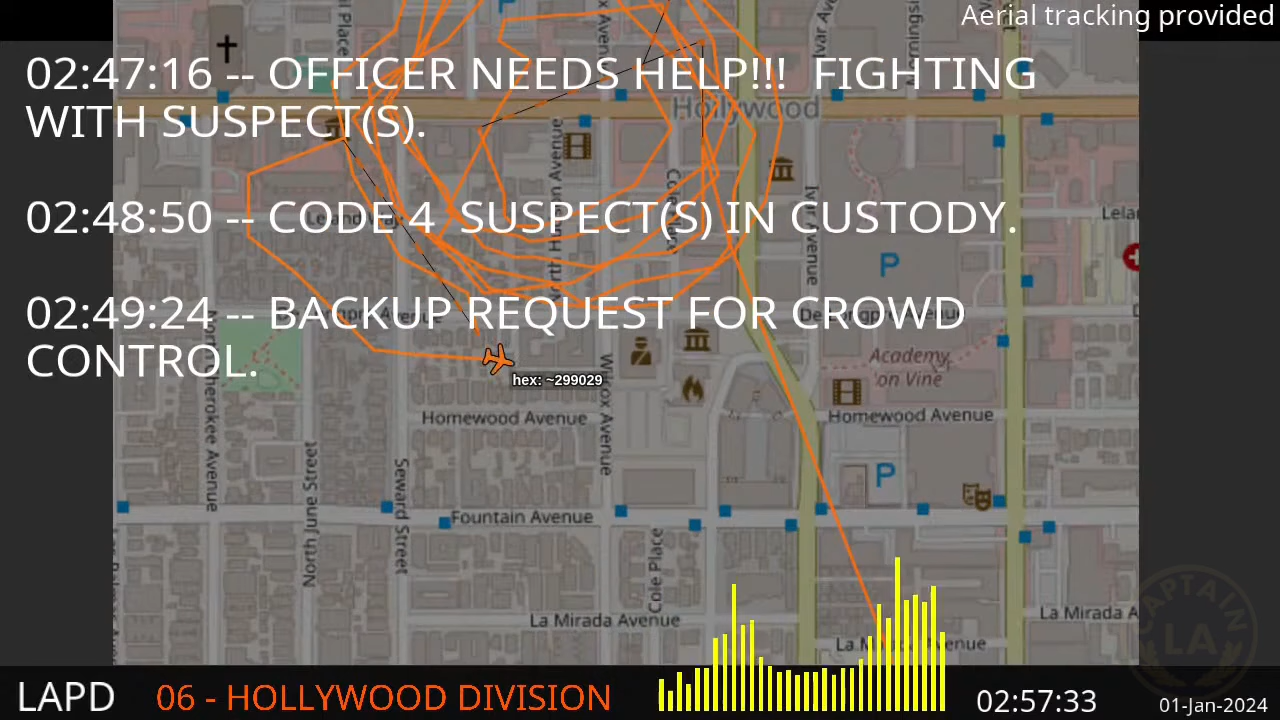 Aerial tracking provided
02:47:16 -- OFFICER NEEDS HELP!!!  FIGHTING
WITH SUSPECT(S).
02:48:50 -- CODE 4  SUSPECT(S) IN CUSTODY.
02:49:24 -- BACKUP REQUEST FOR CROWD
CONTROL.
Hollywood
Ivar Avenue
hex: ~299029
Academy
on Vine
Homewood Avenue
Homewood Avenue
Wilcox Avenue
North June Street
Seward Street
Fountain Avenue
Cole Place
La Mirada Avenue
La Mirada A
P
P
CAPTAIN
LA
LAPD
06 - HOLLYWOOD DIVISION
02:57:33
01-Jan-2024